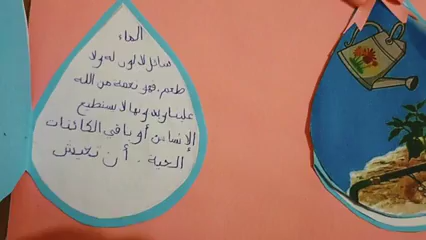 الماء
سائل لا لون له ولا
طعم. فهو نعمة من الله
علينا وبدونها لا يستطيع
الإنسان أو باقي الكائنات
الحية. أن تعيش